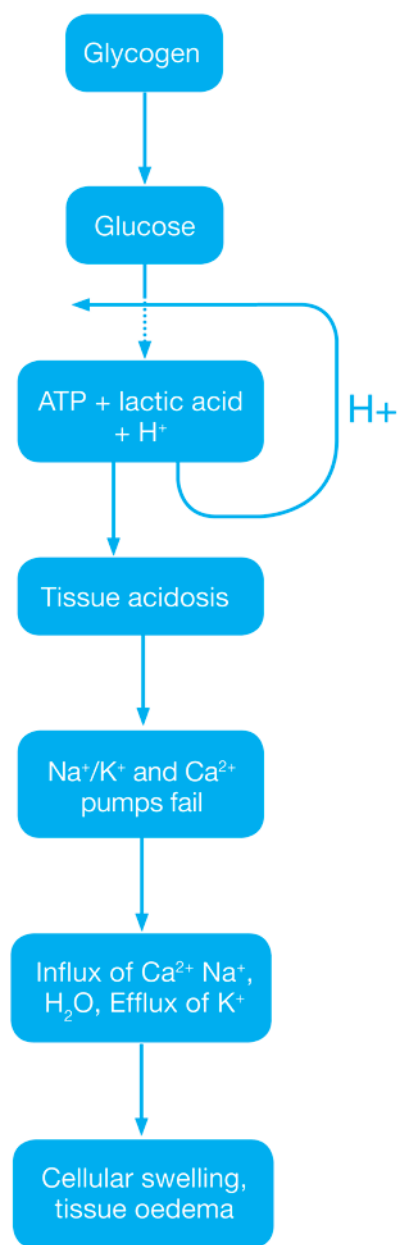 Glycogen
Glucose
ATP + lactic acid
+ H⁺
H+
Tissue acidosis
Na⁺/K⁺ and Ca²⁺
pumps fail
Influx of Ca²⁺ Na⁺,
H₂O, Efflux of K⁺
Cellular swelling,
tissue oedema